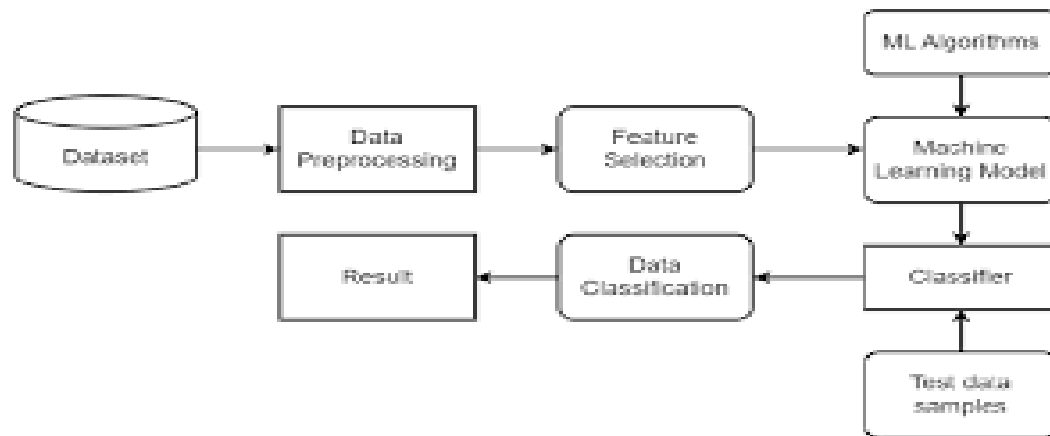 ML Algorithms
Dataset
Data
Preprocessing
Feature
Selection
Machine
Learning Model
Result
Data
Classification
Classifier
Test data
samples